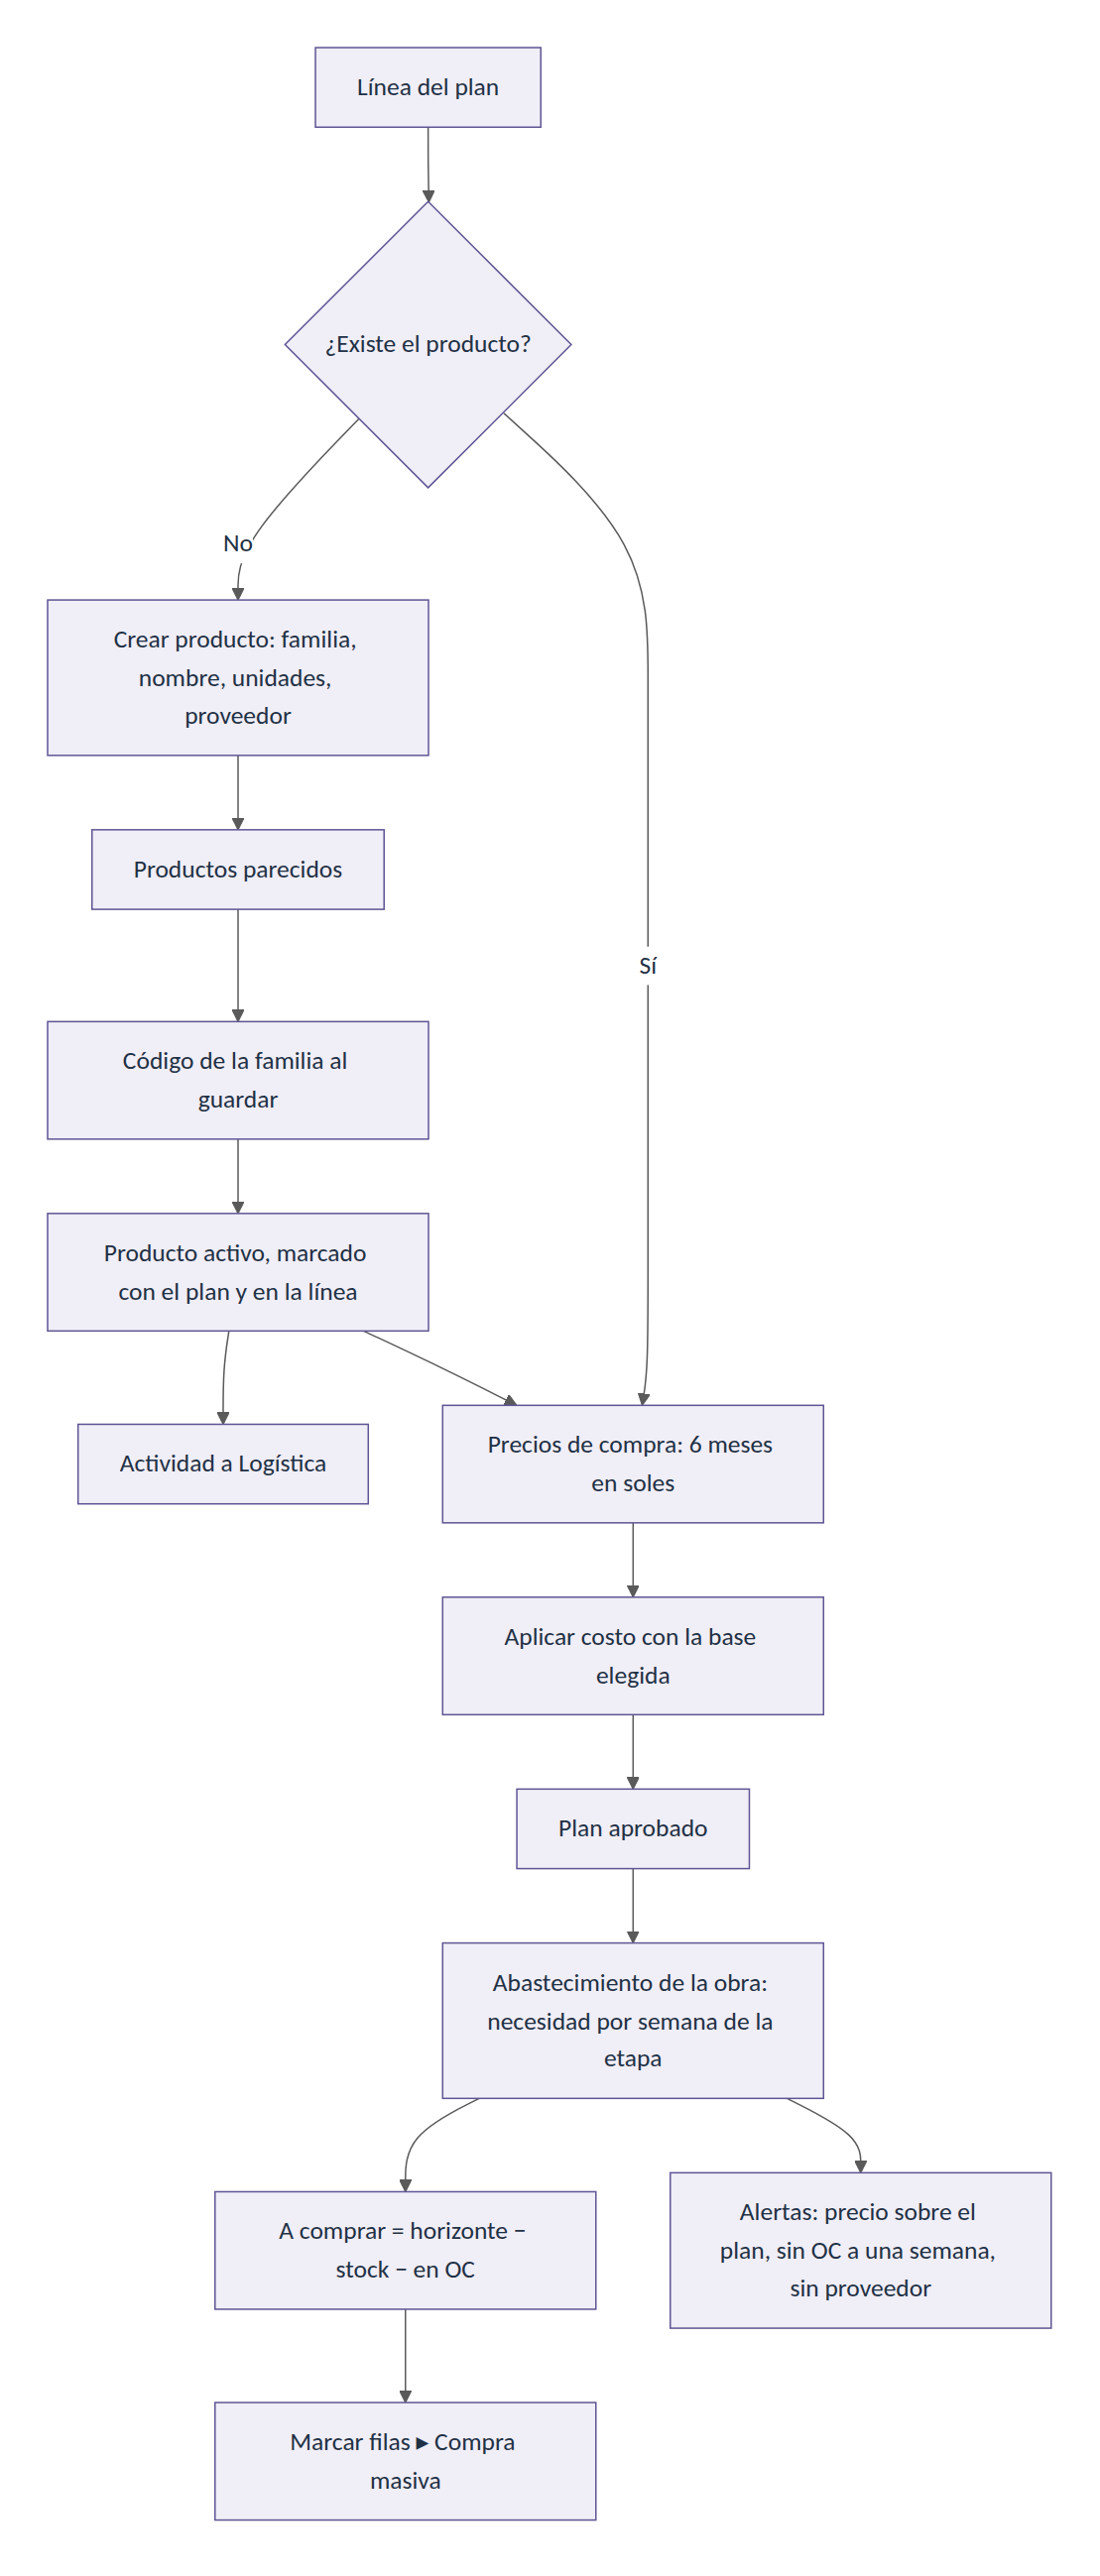 Línea del plan
¿Existe el producto?
No
Crear producto: familia,
nombre, unidades,
proveedor
Productos parecidos
Sí
Código de la familia al
guardar
Producto activo, marcado
con el plan y en la línea
Actividad a Logística
Precios de compra: 6 meses
en soles
Aplicar costo con la base
elegida
Plan aprobado
Abastecimiento de la obra:
necesidad por semana de la
etapa
A comprar = horizonte −
stock − en OC
Alertas: precio sobre el
plan, sin OC a una semana,
sin proveedor
Marcar filas ▸ Compra
masiva